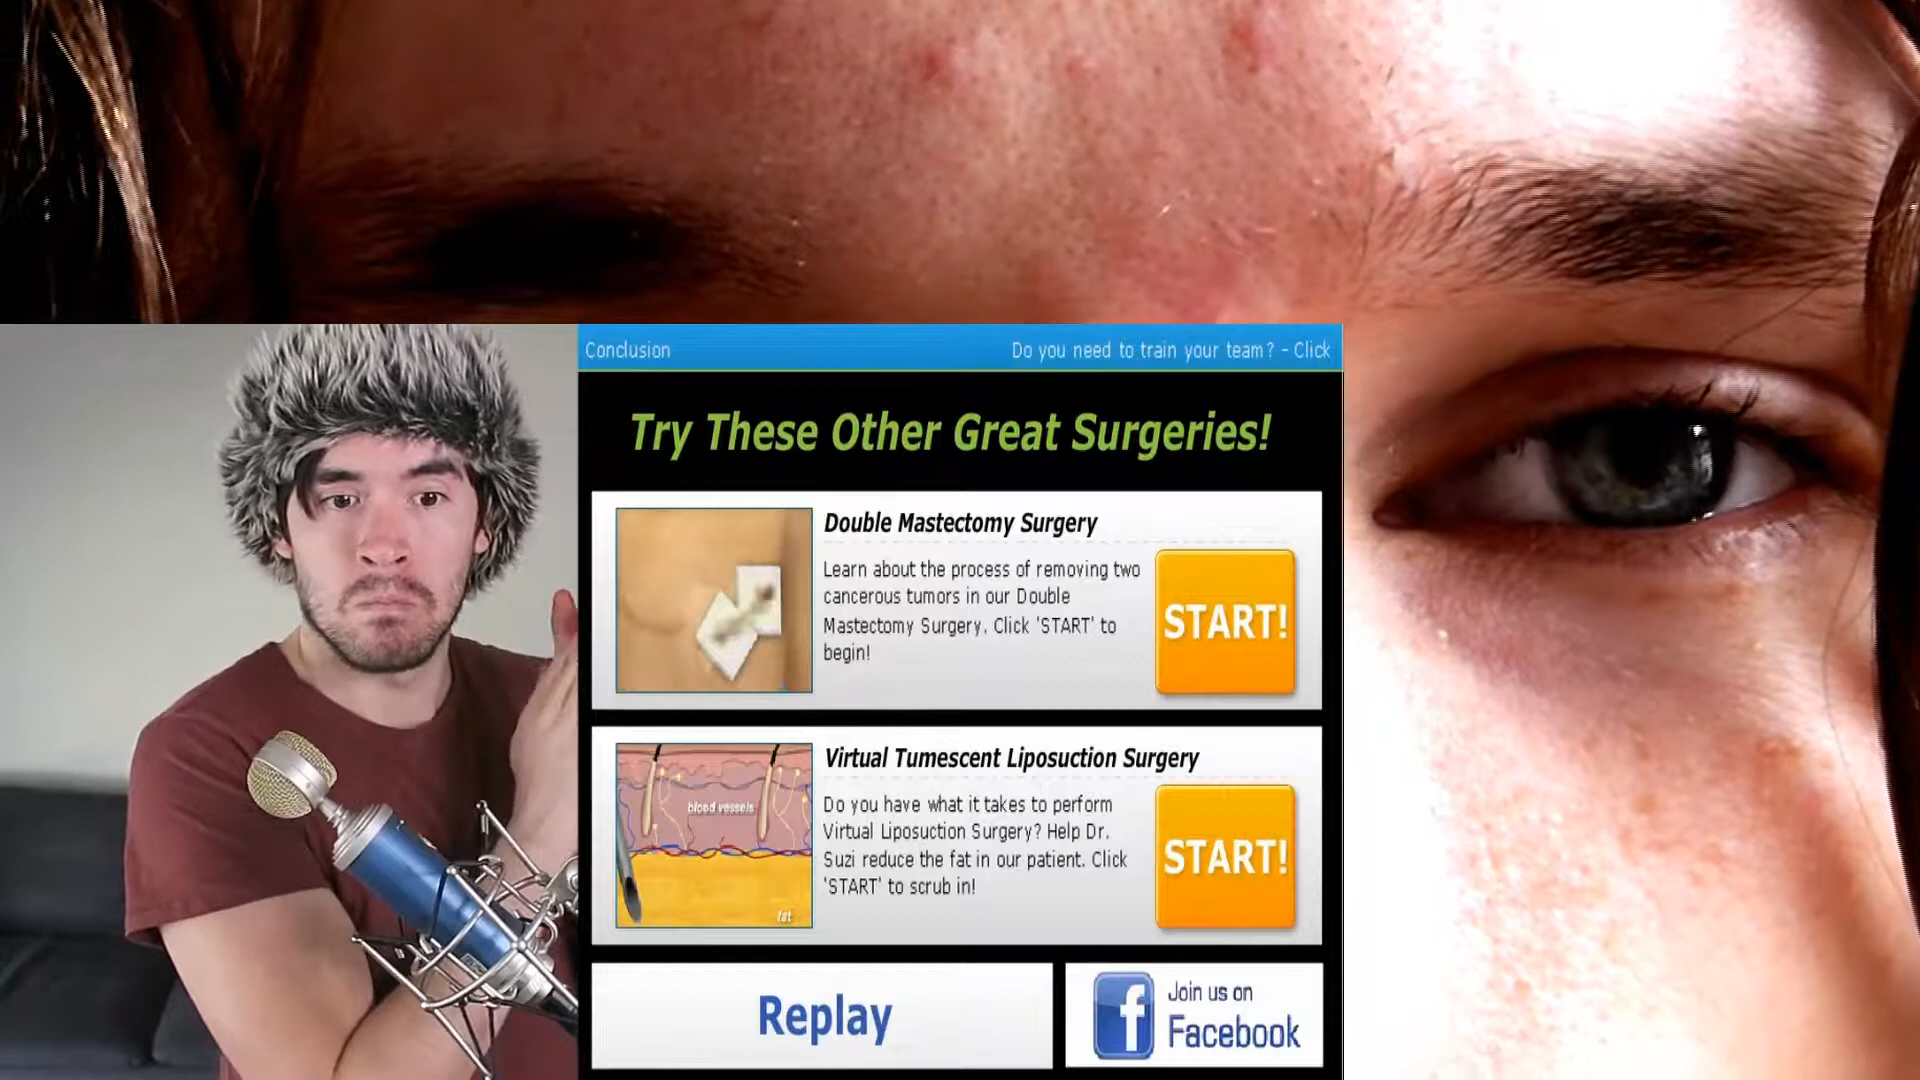 Conclusion
Do you need to train your team? - Click
Try These Other Great Surgeries!
Double Mastectomy Surgery
Learn about the process of removing two
cancerous tumors in our Double
Mastectomy Surgery. Click 'START' to
begin!
START!
blood vessels
fat
Virtual Tumescent Liposuction Surgery
Do you have what it takes to perform
Virtual Liposuction Surgery? Help Dr.
Suzi reduce the fat in our patient. Click
'START' to scrub in!
START!
Replay
f
Join us on
Facebook